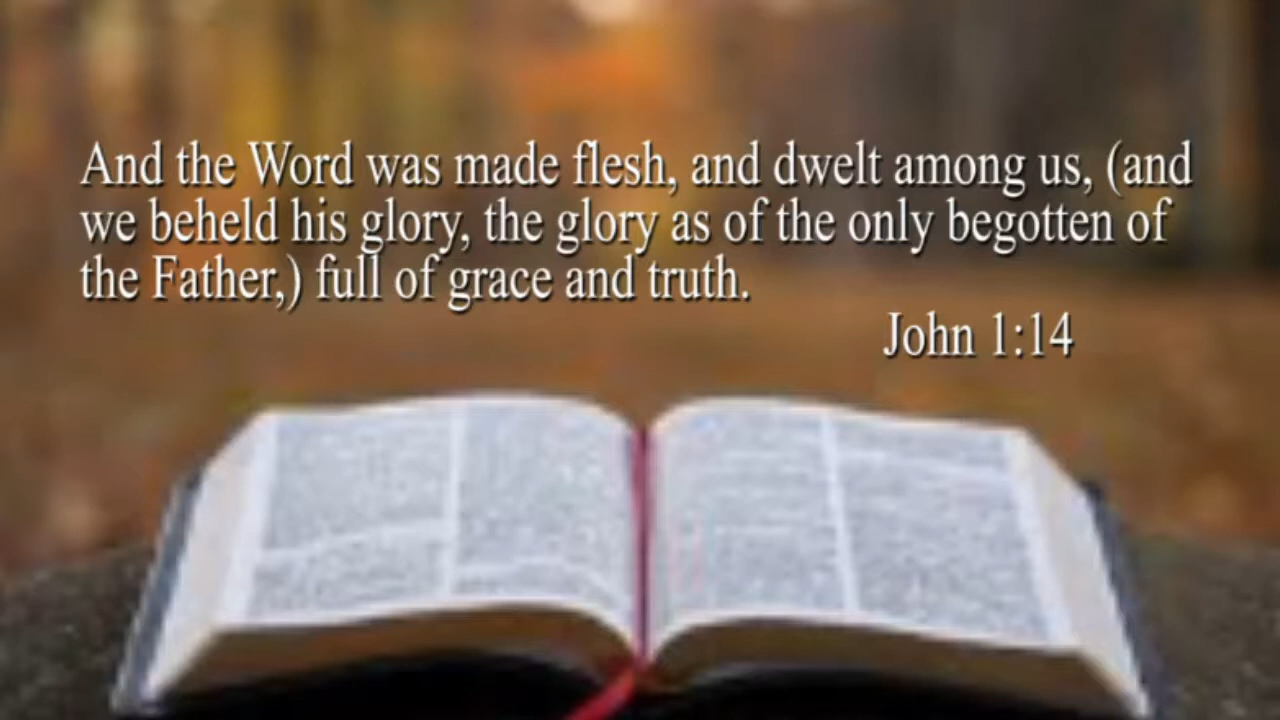 And the Word was made flesh, and dwelt among us, (and
we beheld his glory, the glory as of the only begotten of
the Father,) full of grace and truth.
John 1:14